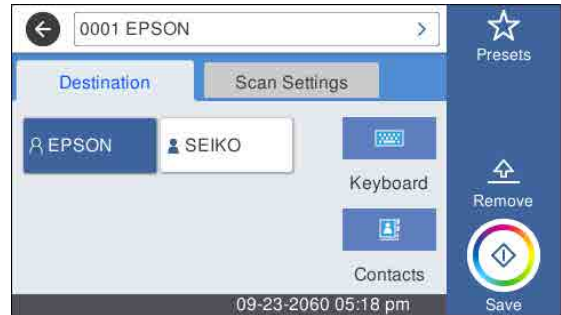 0001 EPSON
Presets
Destination
Scan Settings
EPSON
SEIKO
Keyboard
Remove
Contacts
09-23-2060 05:18 pm
Save